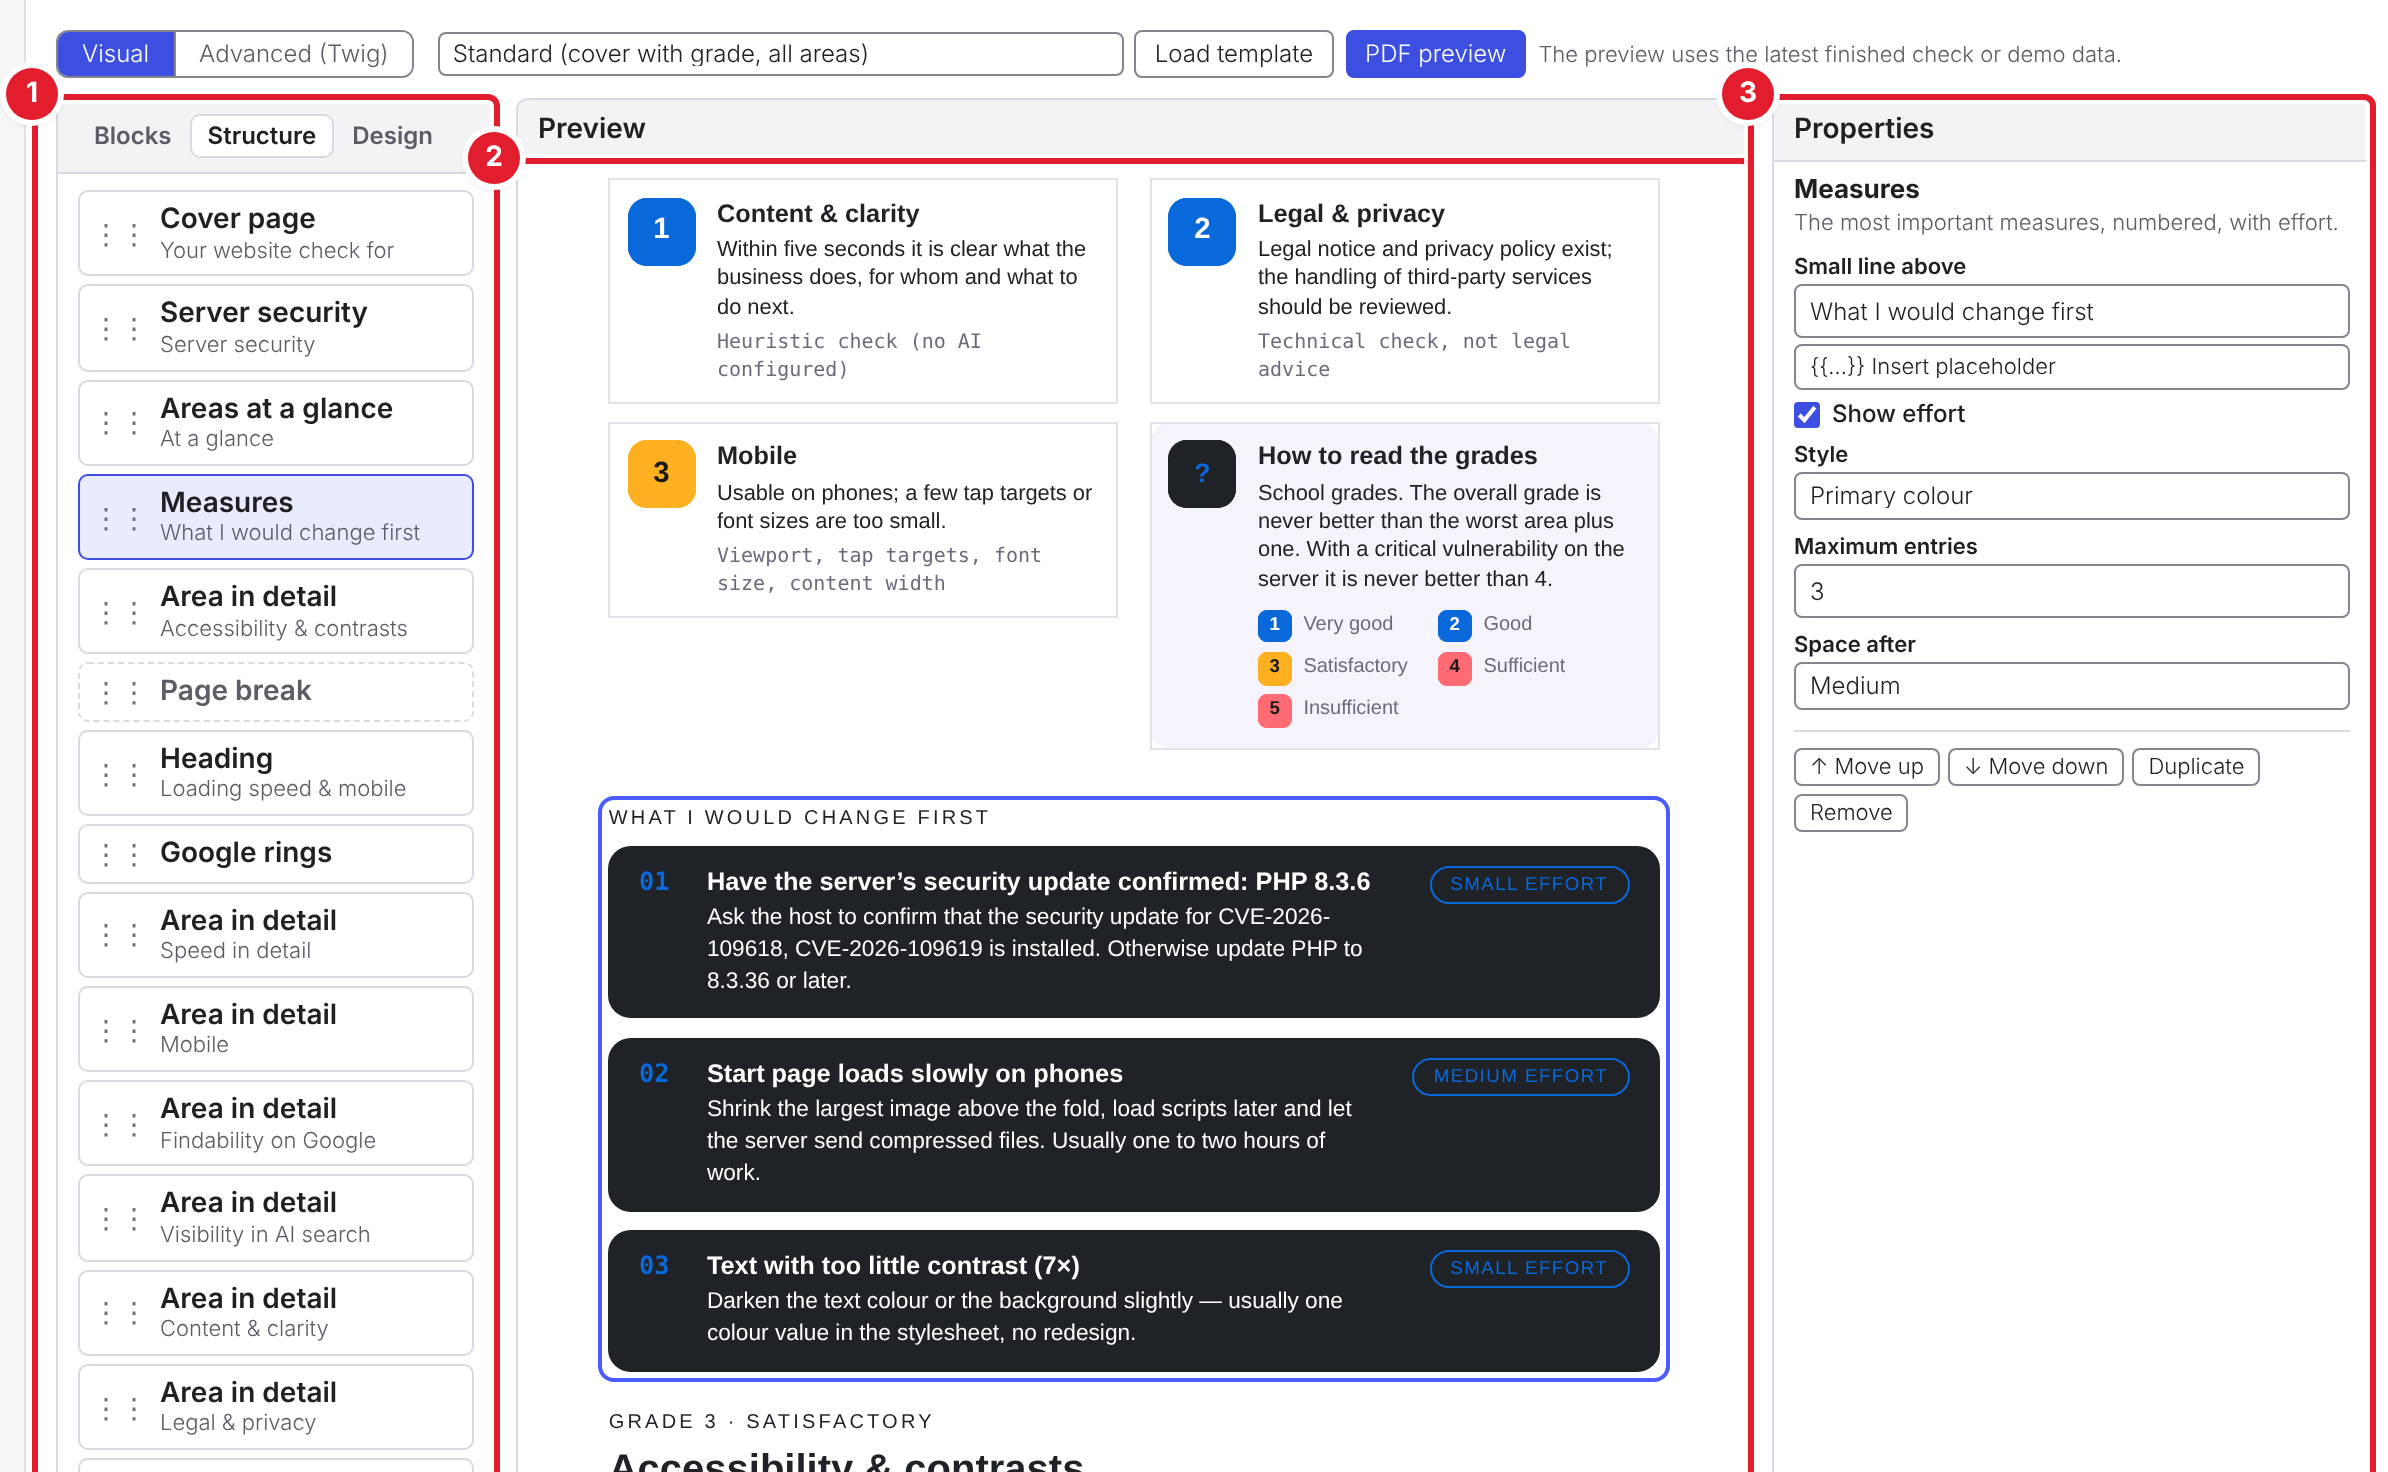 Visual
Advanced (Twig)
Standard (cover with grade, all areas)
Load template
PDF preview
The preview uses the latest finished check or demo data.
1
Blocks
Structure
Design
Cover page
Your website check for
Server security
Server security
Areas at a glance
At a glance
Measures
What I would change first
Area in detail
Accessibility & contrasts
Page break
Heading
Loading speed & mobile
Google rings
Area in detail
Speed in detail
Area in detail
Mobile
Area in detail
Findability on Google
Area in detail
Visibility in AI search
Area in detail
Content & clarity
Area in detail
Legal & privacy
2
Preview
1
Content & clarity
Within five seconds it is clear what the
business does, for whom and what to
do next.
Heuristic check (no AI
configured)
2
Legal & privacy
Legal notice and privacy policy exist;
the handling of third-party services
should be reviewed.
Technical check, not legal
advice
3
Mobile
Usable on phones; a few tap targets or
font sizes are too small.
Viewport, tap targets, font
size, content width
?
How to read the grades
School grades. The overall grade is
never better than the worst area plus
one. With a critical vulnerability on the
server it is never better than 4.
1 Very good
2 Good
3 Satisfactory
4 Sufficient
5 Insufficient
WHAT I WOULD CHANGE FIRST
01
Have the server’s security update confirmed: PHP 8.3.6
SMALL EFFORT
Ask the host to confirm that the security update for CVE-2026-
109618, CVE-2026-109619 is installed. Otherwise update PHP to
8.3.36 or later.
02
Start page loads slowly on phones
MEDIUM EFFORT
Shrink the largest image above the fold, load scripts later and let
the server send compressed files. Usually one to two hours of
work.
03
Text with too little contrast (7×)
SMALL EFFORT
Darken the text colour or the background slightly — usually one
colour value in the stylesheet, no redesign.
GRADE 3 · SATISFACTORY
Accessibility & contrasts
3
Properties
Measures
The most important measures, numbered, with effort.
Small line above
What I would change first
{{…}} Insert placeholder
Show effort
Style
Primary colour
Maximum entries
3
Space after
Medium
↑ Move up
↓ Move down
Duplicate
Remove